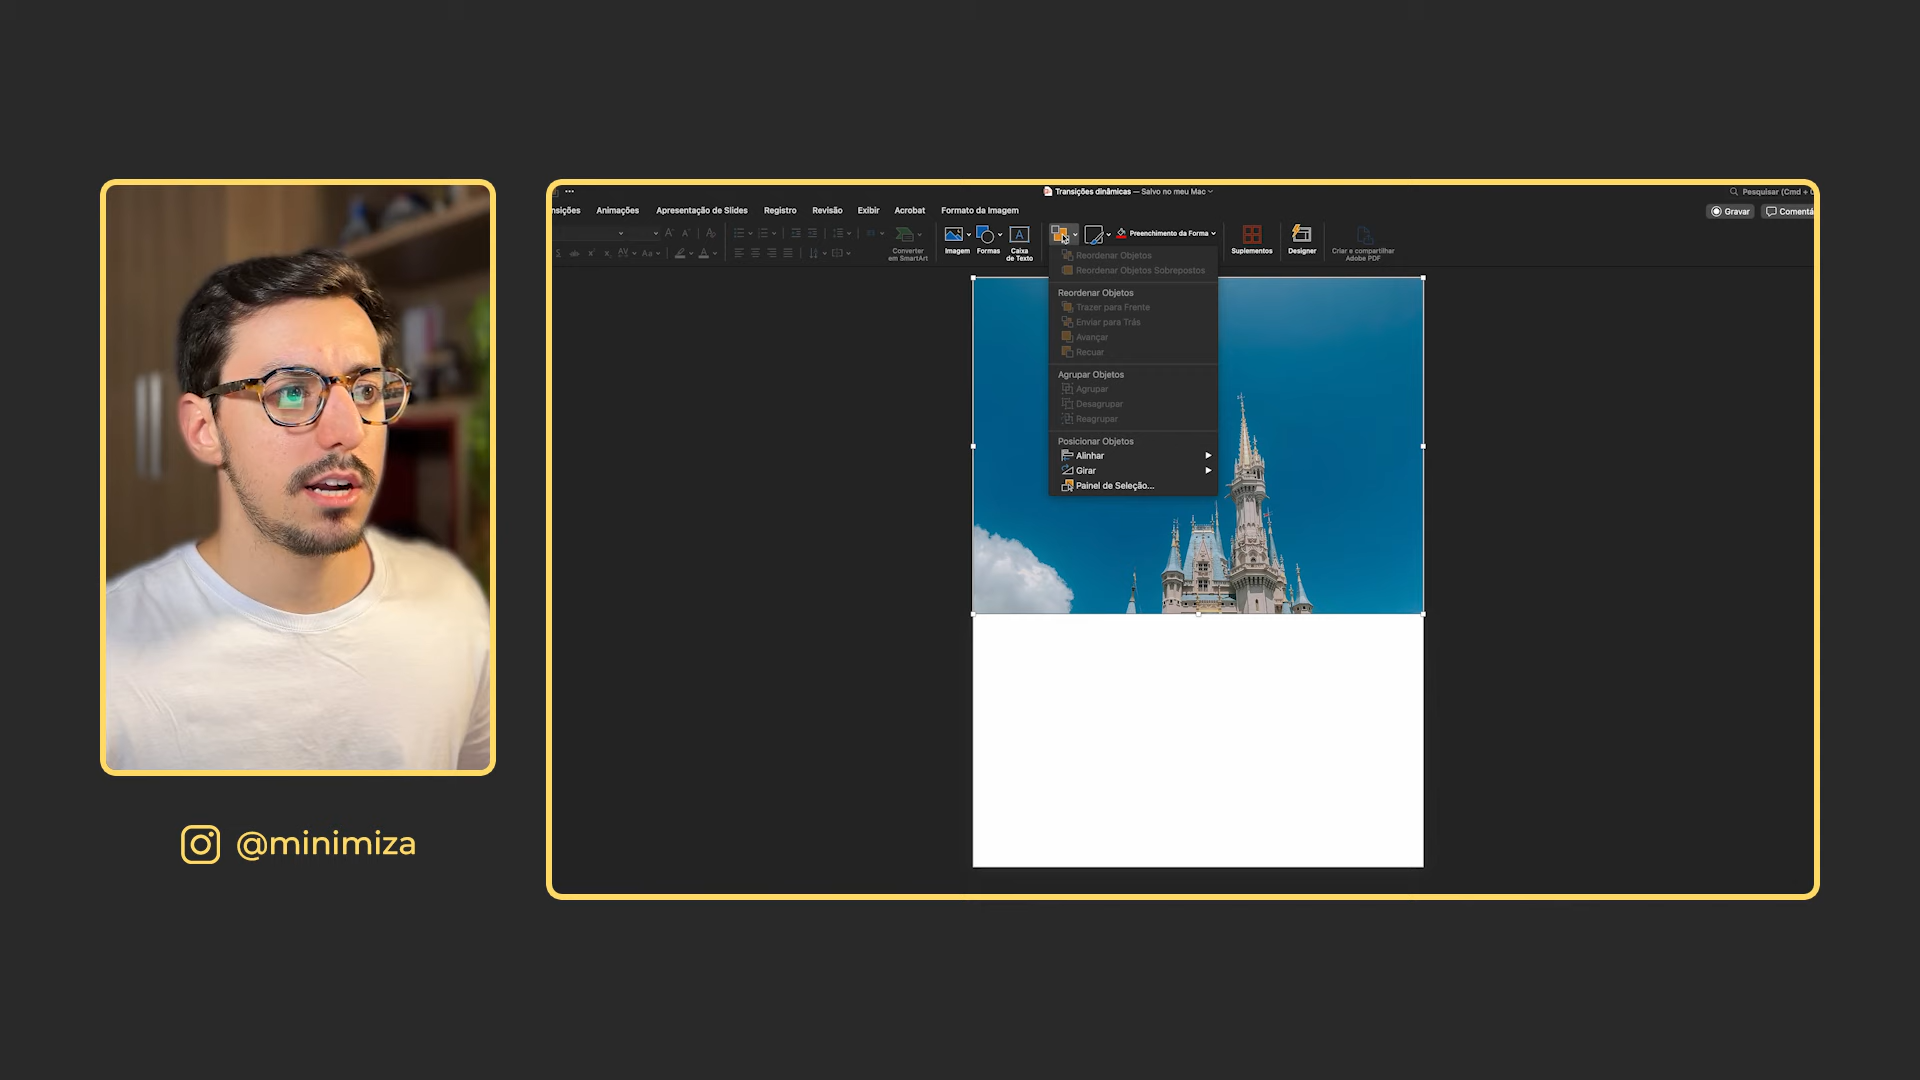 Transições dinâmicas — Salvo no meu Mac
Pesquisar (Cmd +
nsições Animações Apresentação de Slides Registro Revisão Exibir Acrobat Formato da Imagem
Gravar
Comentá
Converter
em SmartArt
Imagem
Formas
Caixa
de Texto
Preenchimento da Forma
Suplementos
Designer
Criar e compartilhar
Adobe PDF
Reordenar Objetos
Reordenar Objetos Sobrepostos
Reordenar Objetos
Trazer para Frente
Enviar para Trás
Avançar
Recuar
Agrupar Objetos
Agrupar
Desagrupar
Reagrupar
Posicionar Objetos
Alinhar
Girar
Painel de Seleção...
@minimiza